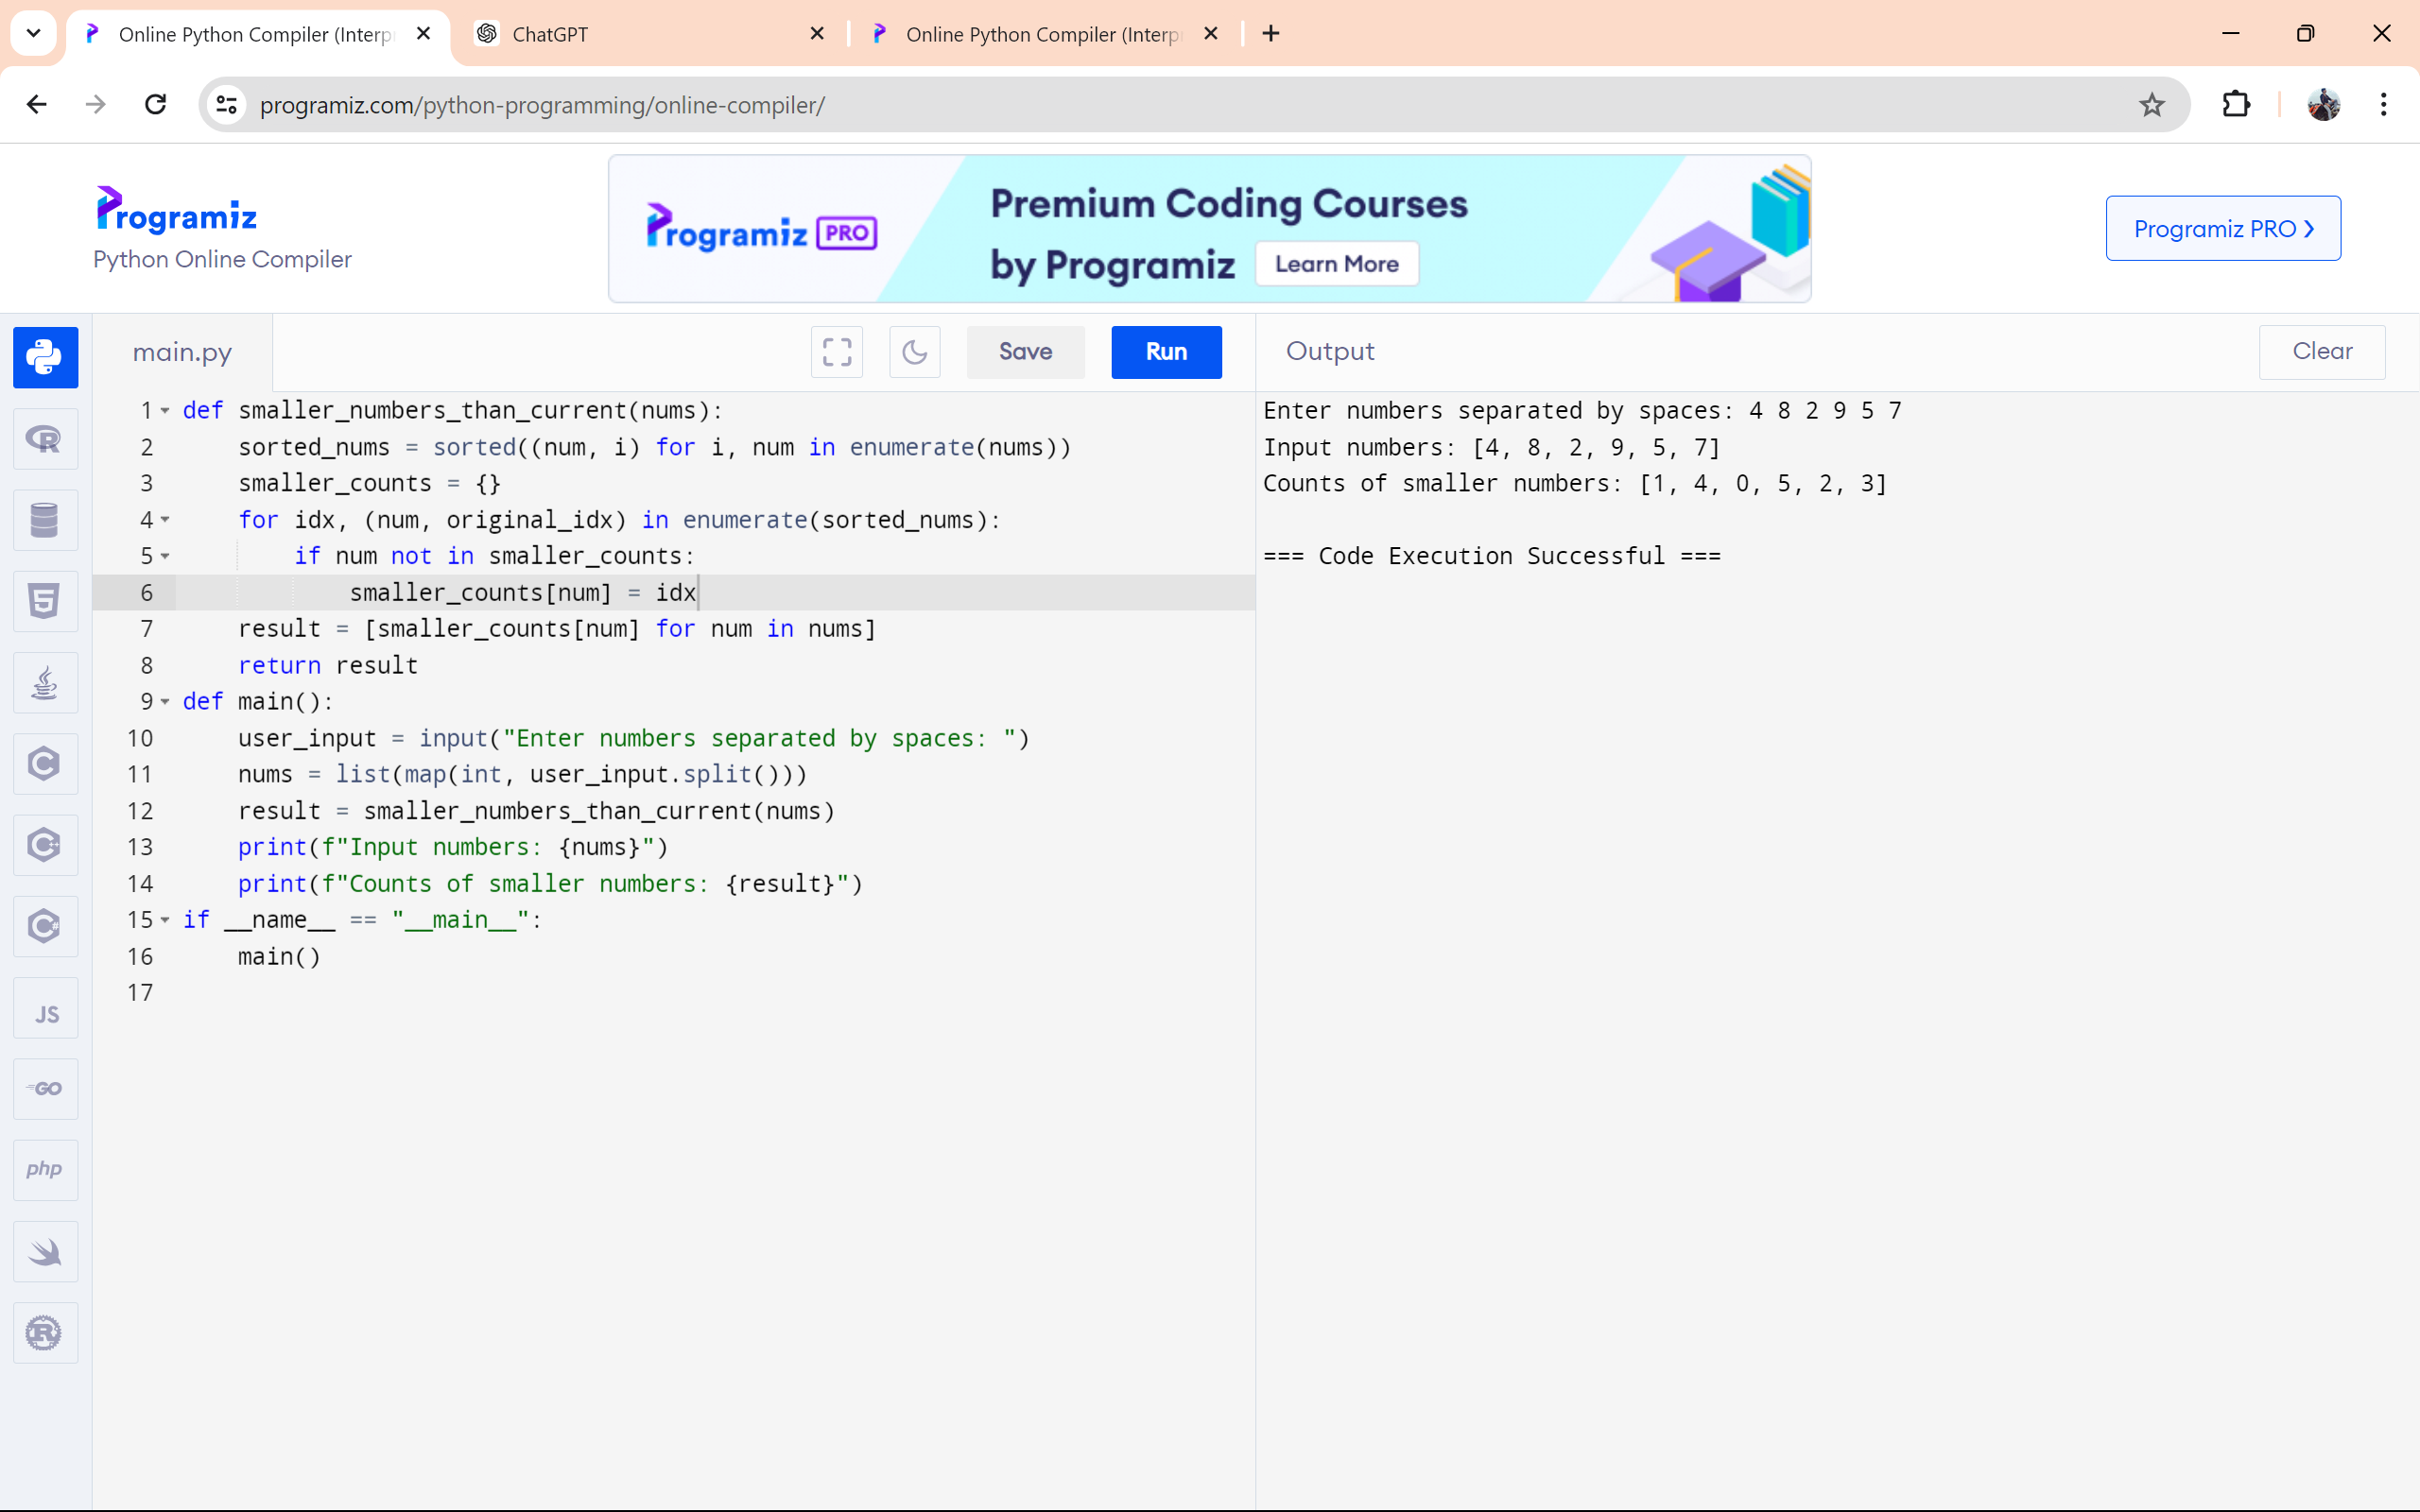 Online Python Compiler (Interp
ChatGPT
Online Python Compiler (Interp
programiz.com/python-programming/online-compiler/
Programiz
Python Online Compiler
Programiz PRO
Premium Coding Courses
by Programiz
Learn More
Programiz PRO ❯
main.py
Save
Run
Output
Clear
1 def smaller_numbers_than_current(nums):
2     sorted_nums = sorted((num, i) for i, num in enumerate(nums))
3     smaller_counts = {}
4     for idx, (num, original_idx) in enumerate(sorted_nums):
5         if num not in smaller_counts:
6             smaller_counts[num] = idx
7     result = [smaller_counts[num] for num in nums]
8     return result
9 def main():
10     user_input = input("Enter numbers separated by spaces: ")
11     nums = list(map(int, user_input.split()))
12     result = smaller_numbers_than_current(nums)
13     print(f"Input numbers: {nums}")
14     print(f"Counts of smaller numbers: {result}")
15 if __name__ == "__main__":
16     main()
17
Enter numbers separated by spaces: 4 8 2 9 5 7
Input numbers: [4, 8, 2, 9, 5, 7]
Counts of smaller numbers: [1, 4, 0, 5, 2, 3]
=== Code Execution Successful ===
R
5
C
C++
C#
JS
GO
php
R